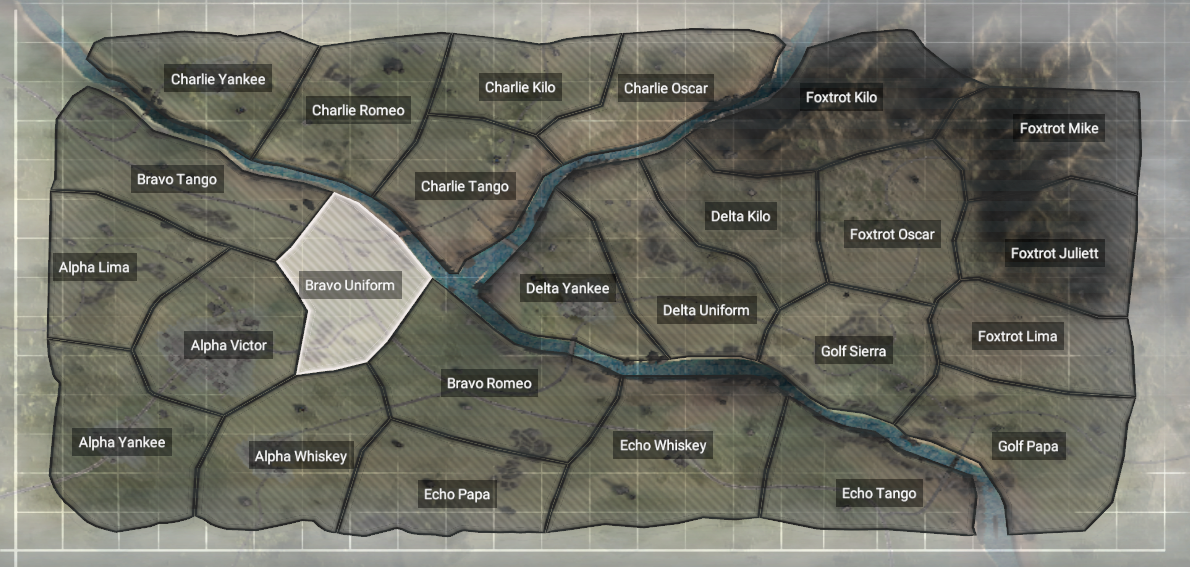 Charlie Yankee
Charlie Romeo
Charlie Kilo
Charlie Oscar
Foxtrot Kilo
Foxtrot Mike
Bravo Tango
Charlie Tango
Delta Kilo
Foxtrot Oscar
Foxtrot Juliett
Alpha Lima
Bravo Uniform
Delta Yankee
Delta Uniform
Foxtrot Lima
Alpha Victor
Golf Sierra
Bravo Romeo
Alpha Yankee
Alpha Whiskey
Echo Whiskey
Golf Papa
Echo Papa
Echo Tango